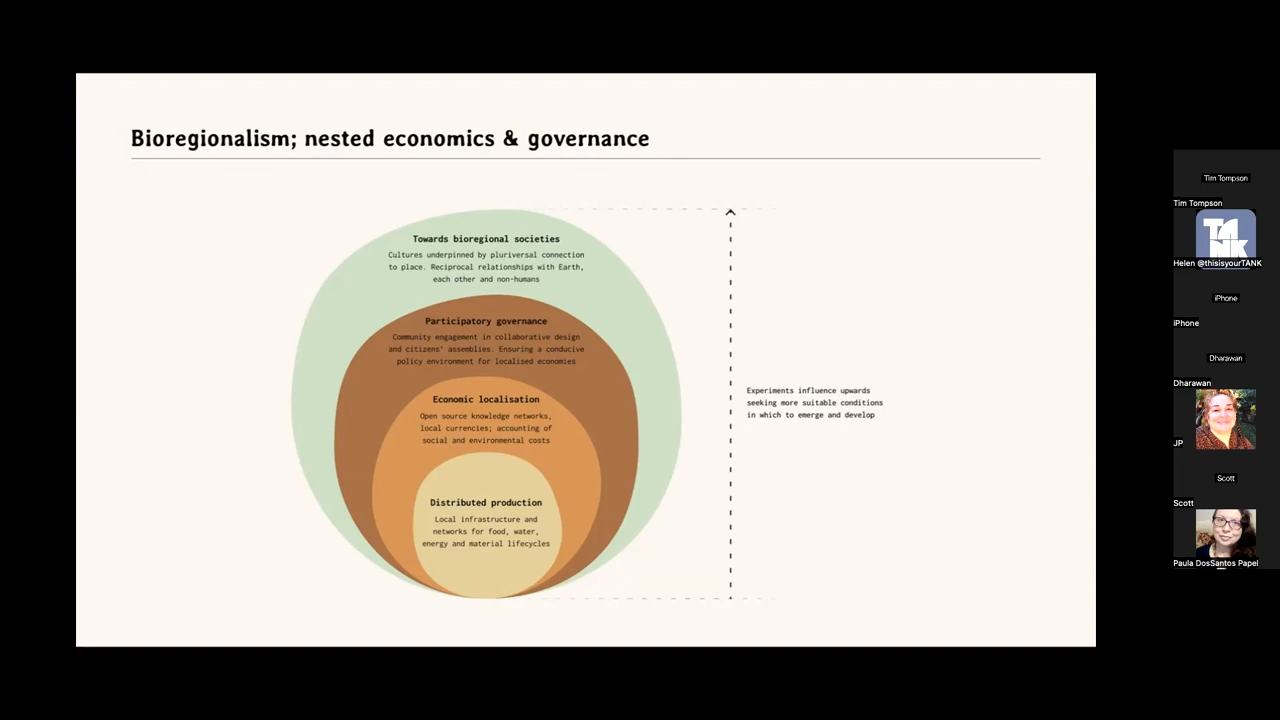 Bioregionalism; nested economics & governance
Towards bioregional societies
Cultures underpinned by pluriversal connection
to place. Reciprocal relationships with Earth,
each other and non-humans
Participatory governance
Community engagement in collaborative design
and citizens' assemblies. Ensuring a conducive
policy environment for localised economies
Economic localisation
Open source knowledge networks,
local currencies; accounting of
social and environmental costs
Distributed production
Local infrastructure and
networks for food, water,
energy and material lifecycles
Experiments influence upwards
seeking more suitable conditions
in which to emerge and develop
Tim Tompson
Tim Tompson
TANK
Helen @thisisyourTANK
iPhone
iPhone
Dharawan
Dharawan
JP
Scott
Scott
Paula DosSantos Papel